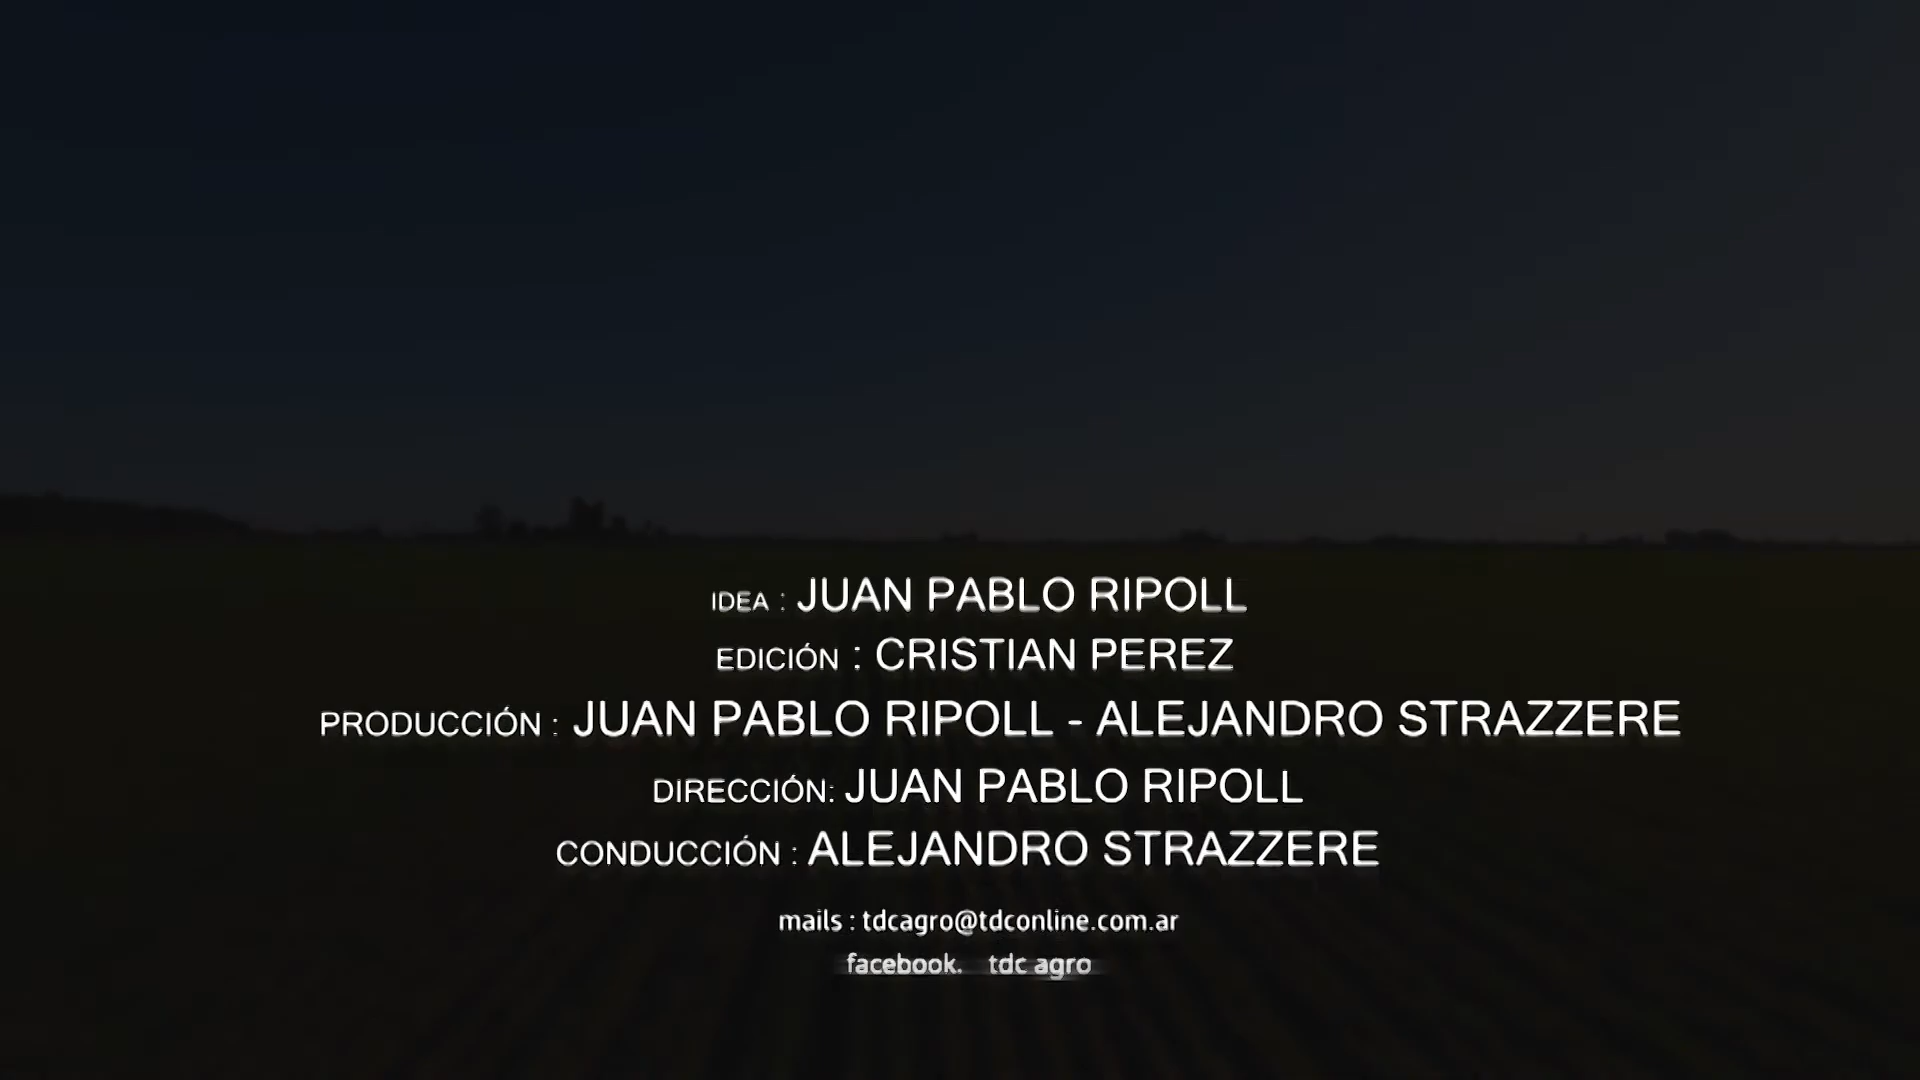 IDEA : JUAN PABLO RIPOLL
EDICIÓN : CRISTIAN PEREZ
PRODUCCIÓN : JUAN PABLO RIPOLL - ALEJANDRO STRAZZERE
DIRECCIÓN: JUAN PABLO RIPOLL
CONDUCCIÓN : ALEJANDRO STRAZZERE
mails : tdcagro@tdconline.com.ar
facebook. tdc agro